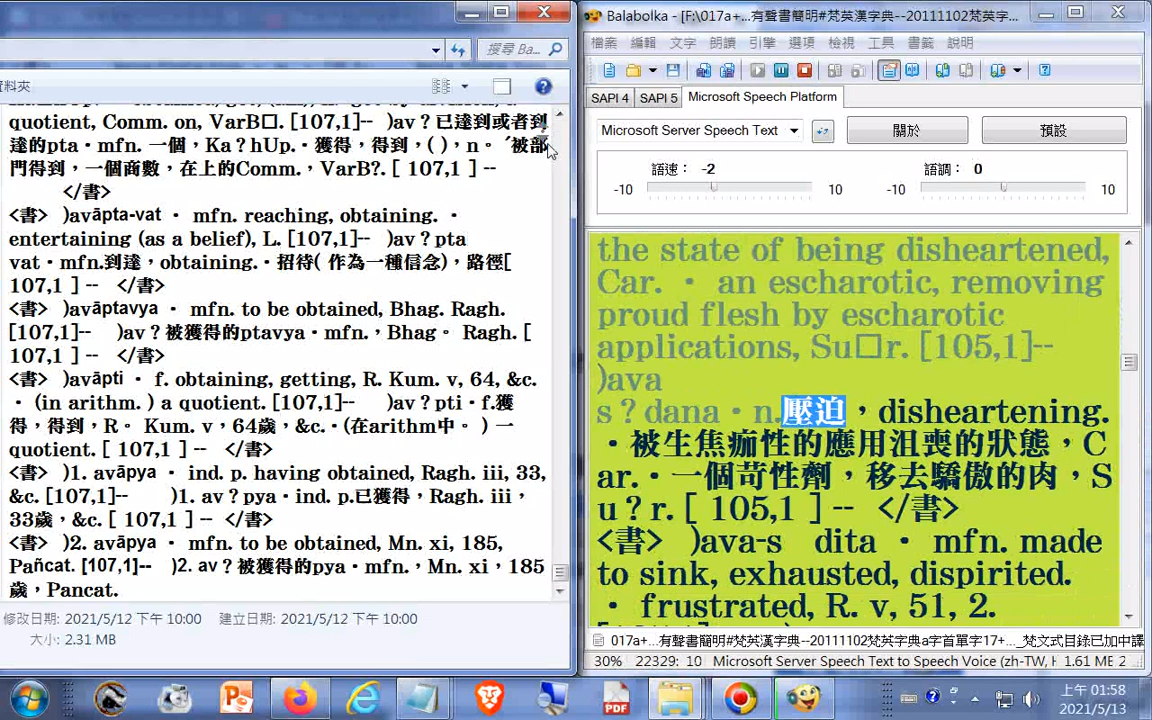 搜尋 Ba...
資料夾
quotient, Comm. on, VarB□. [107,1]-- )av？已達到或者到
達的pta‧mfn. 一個，Ka？hUp.‧獲得，得到，( )，n。ˊ被部
門得到，一個商數，在上的Comm.，VarB?. [ 107,1 ] --
</書>
<書> )avāpta-vat ‧ mfn. reaching, obtaining. ‧
entertaining (as a belief), L. [107,1]-- )av？pta
vat‧mfn.到達，obtaining.‧招待( 作為一種信念)，路徑[
107,1 ] -- </書>
<書> )avāptavya ‧ mfn. to be obtained, Bhag. Ragh.
[107,1]-- )av？被獲得的ptavya‧mfn.，Bhag。 Ragh. [
107,1 ] -- </書>
<書> )avāpti ‧ f. obtaining, getting, R. Kum. v, 64, &c.
‧ (in arithm. ) a quotient. [107,1]-- )av？pti‧f.獲
得，得到，R。 Kum. v，64歲，&c.‧(在arithm中。 ) 一
quotient. [ 107,1 ] -- </書>
<書> )1. avāpya ‧ ind. p. having obtained, Ragh. iii, 33,
&c. [107,1]-- )1. av？pya‧ind. p.已獲得，Ragh. iii，
33歲，&c. [ 107,1 ] -- </書>
<書> )2. avāpya ‧ mfn. to be obtained, Mn. xi, 185,
Pañcat. [107,1]-- )2. av？被獲得的pya‧mfn.，Mn. xi，185
歲，Pancat.
修改日期: 2021/5/12 下午 10:00 建立日期: 2021/5/12 下午 10:00
大小: 2.31 MB
Balabolka - [F:\017a+...有聲書簡明#梵英漢字典--20111102梵英字...
檔案 編輯 文字 朗讀 引擎 選項 檢視 工具 書籤 說明
SAPI 4 SAPI 5 Microsoft Speech Platform
Microsoft Server Speech Text 關於 預設
語速： -2 語調： 0
-10 10 -10 10
the state of being disheartened,
Car. ‧ an escharotic, removing
proud flesh by escharotic
applications, Su□r. [105,1]--
)ava
s？dana‧n.壓迫，disheartening.
‧被生焦痂性的應用沮喪的狀態，C
ar.‧一個苛性劑，移去驕傲的肉，S
u？r. [ 105,1 ] -- </書>
<書> )ava-s dita ‧ mfn. made
to sink, exhausted, dispirited.
‧ frustrated, R. v, 51, 2.
017a+...有聲書簡明#梵英漢字典--20111102梵英字典a字首單字17+..._梵文式目錄已加中譯
30% 22329: 10 Microsoft Server Speech Text to Speech Voice (zh-TW, H 1.61 MB 2
上午 01:58
2021/5/13